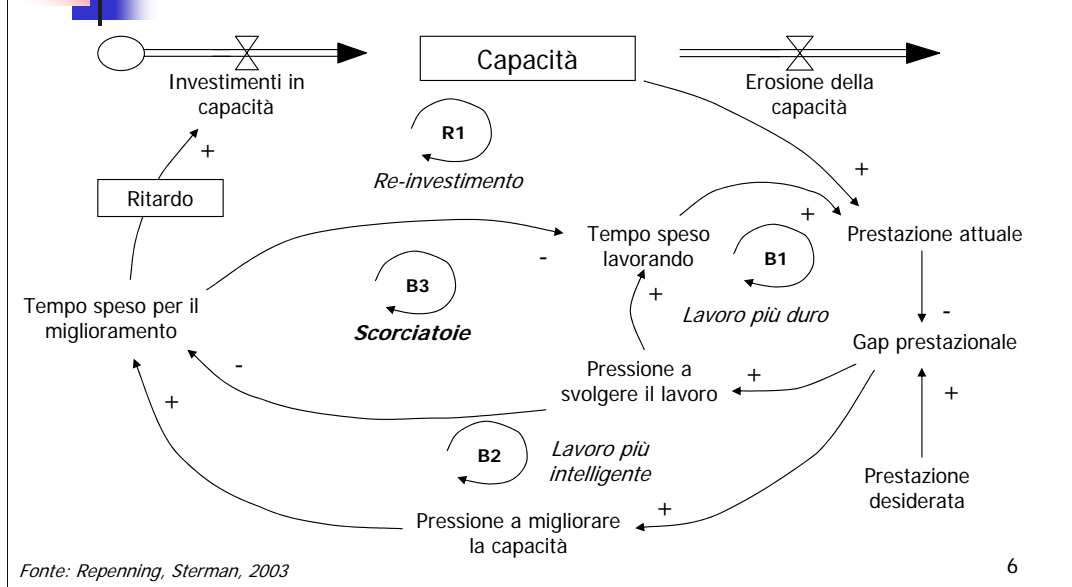 Capacità
Investimenti in
capacità
Erosione della
capacità
R1
Re-investimento
+
+
Ritardo
+
Tempo speso
lavorando
-
B1
Prestazione attuale
B3
Scorciatoie
+
Lavoro più duro
-
Tempo speso per il
miglioramento
Gap prestazionale
-
Pressione a
svolgere il lavoro
+
+
+
B2
Lavoro più
intelligente
Prestazione
desiderata
+
Pressione a migliorare
la capacità
Fonte: Repenning, Sterman, 2003
6